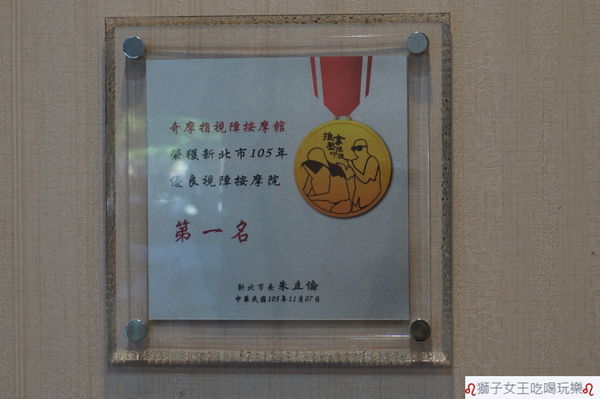 奇摩指視障按摩館
榮獲新北市105年
優良視障按摩院
第一名
新北市長 朱立倫
中華民國105年11月07日
♌獅子女王吃喝玩樂♌